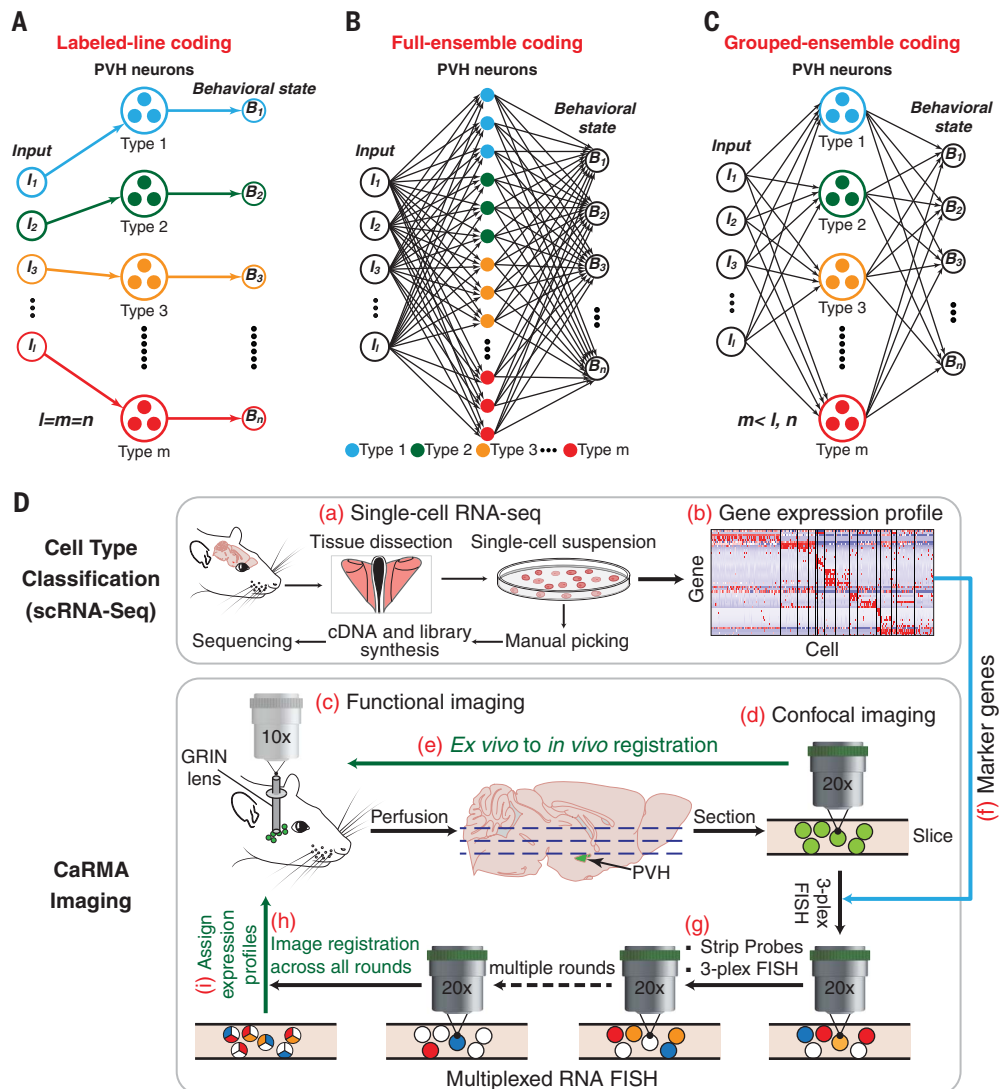 A
Labeled-line coding
PVH neurons
Behavioral state
Input
I1
I2
I3
Il
Type 1
Type 2
Type 3
Type m
B1
B2
B3
Bn
l=m=n
B
Full-ensemble coding
PVH neurons
Behavioral
state
Input
I1
I2
I3
Il
B1
B2
B3
Bn
Type 1 Type 2 Type 3 ••• Type m
C
Grouped-ensemble coding
PVH neurons
Behavioral
state
Input
I1
I2
I3
Il
Type 1
Type 2
Type 3
Type m
B1
B2
B3
Bn
m< l, n
D
Cell Type
Classification
(scRNA-Seq)
(a) Single-cell RNA-seq
Tissue dissection
Single-cell suspension
Manual picking
cDNA and library
synthesis
Sequencing
(b) Gene expression profile
Gene
Cell
(f) Marker genes
CaRMA
Imaging
(c) Functional imaging
10x
GRIN
lens
(d) Confocal imaging
20x
(e) Ex vivo to in vivo registration
Perfusion
PVH
Section
Slice
3-plex
FISH
(g)
▪ Strip Probes
▪ 3-plex FISH
multiple rounds
20x
20x
20x
(h)
Image registration
across all rounds
(i) Assign
expression
profiles
Multiplexed RNA FISH